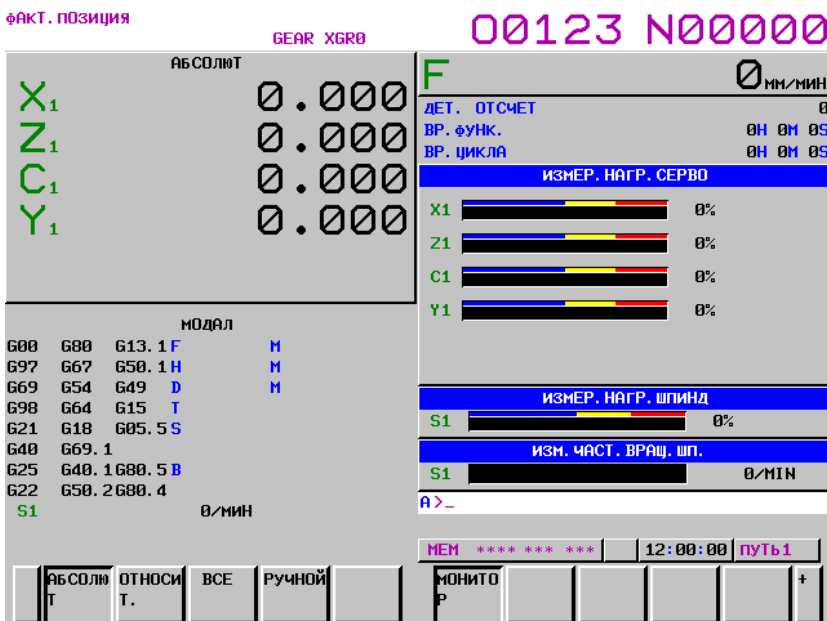 ФАКТ.ПОЗИЦИЯ
GEAR XGR0
O0123 N00000
АБСОЛЮТ
X1 0.000
Z1 0.000
C1 0.000
Y1 0.000
F 0 ММ/МИН
ДЕТ. ОТСЧЕТ 0
ВР.ФУНК. 0H 0M 0S
ВР.ЦИКЛА 0H 0M 0S
ИЗМЕР.НАГР.СЕРВО
X1 0%
Z1 0%
C1 0%
Y1 0%
МОДАЛ
G00 G80 G13.1 F M
G97 G67 G50.1 H M
G69 G54 G49 D M
G98 G64 G15 T
G21 G18 G05.5 S
G40 G69.1
G25 G40.1 G80.5 B
G22 G50.2 G80.4
S1 0/МИН
ИЗМЕР.НАГР.ШПИНД
S1 0%
ИЗМ.ЧАСТ.ВРАЩ.ШП.
S1 0/MIN
A>_
MEM **** *** ***
12:00:00
ПУТЬ1
АБСОЛЮ
Т
ОТНОСИ
Т.
ВСЕ
РУЧНОЙ
МОНИТО
Р
+